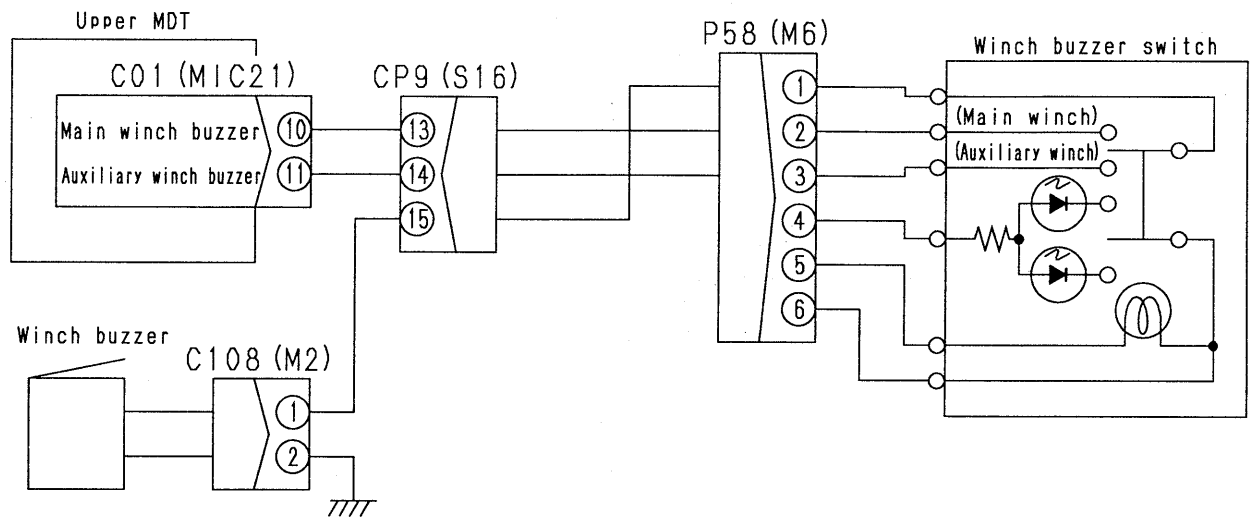 Upper MDT
C01 (MIC21)
Main winch buzzer 10
Auxiliary winch buzzer 11
CP9 (S16)
13
14
15
P58 (M6)
1
2
3
4
5
6
Winch buzzer switch
(Main winch)
(Auxiliary winch)
Winch buzzer
C108 (M2)
1
2